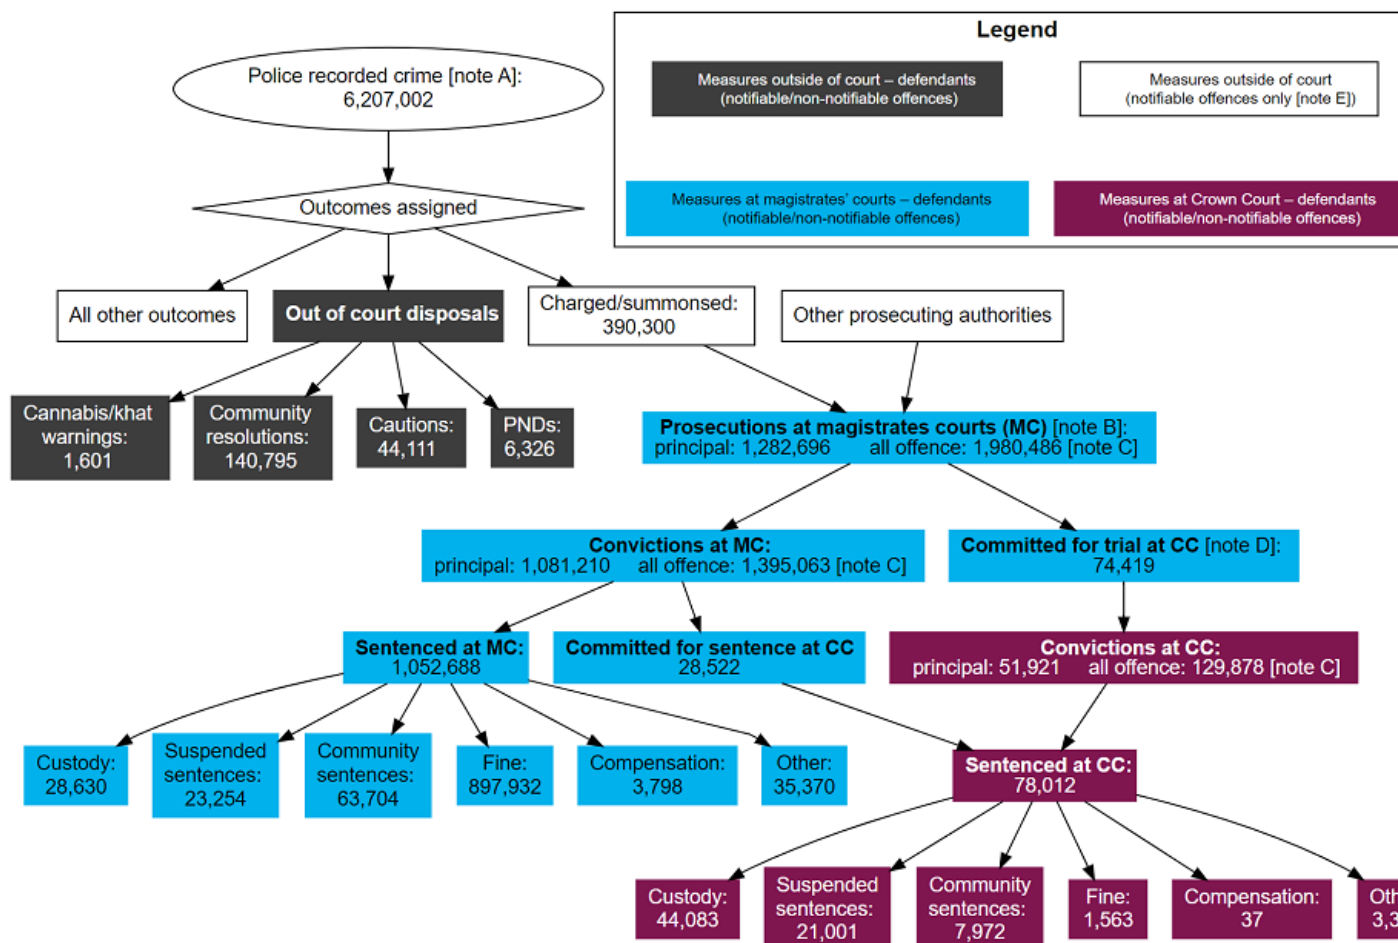 Legend
Measures outside of court – defendants
(notifiable/non-notifiable offences)
Measures outside of court
(notifiable offences only [note E])
Measures at magistrates' courts – defendants
(notifiable/non-notifiable offences)
Measures at Crown Court – defendants
(notifiable/non-notifiable offences)
Police recorded crime [note A]:
6,207,002
Outcomes assigned
All other outcomes
Out of court disposals
Charged/summonsed:
390,300
Other prosecuting authorities
Cannabis/khat
warnings:
1,601
Community
resolutions:
140,795
Cautions:
44,111
PNDs:
6,326
Prosecutions at magistrates courts (MC) [note B]:
principal: 1,282,696 all offence: 1,980,486 [note C]
Convictions at MC:
principal: 1,081,210 all offence: 1,395,063 [note C]
Committed for trial at CC [note D]:
74,419
Sentenced at MC:
1,052,688
Committed for sentence at CC
28,522
Convictions at CC:
principal: 51,921 all offence: 129,878 [note C]
Custody:
28,630
Suspended
sentences:
23,254
Community
sentences:
63,704
Fine:
897,932
Compensation:
3,798
Other:
35,370
Sentenced at CC:
78,012
Custody:
44,083
Suspended
sentences:
21,001
Community
sentences:
7,972
Fine:
1,563
Compensation:
37